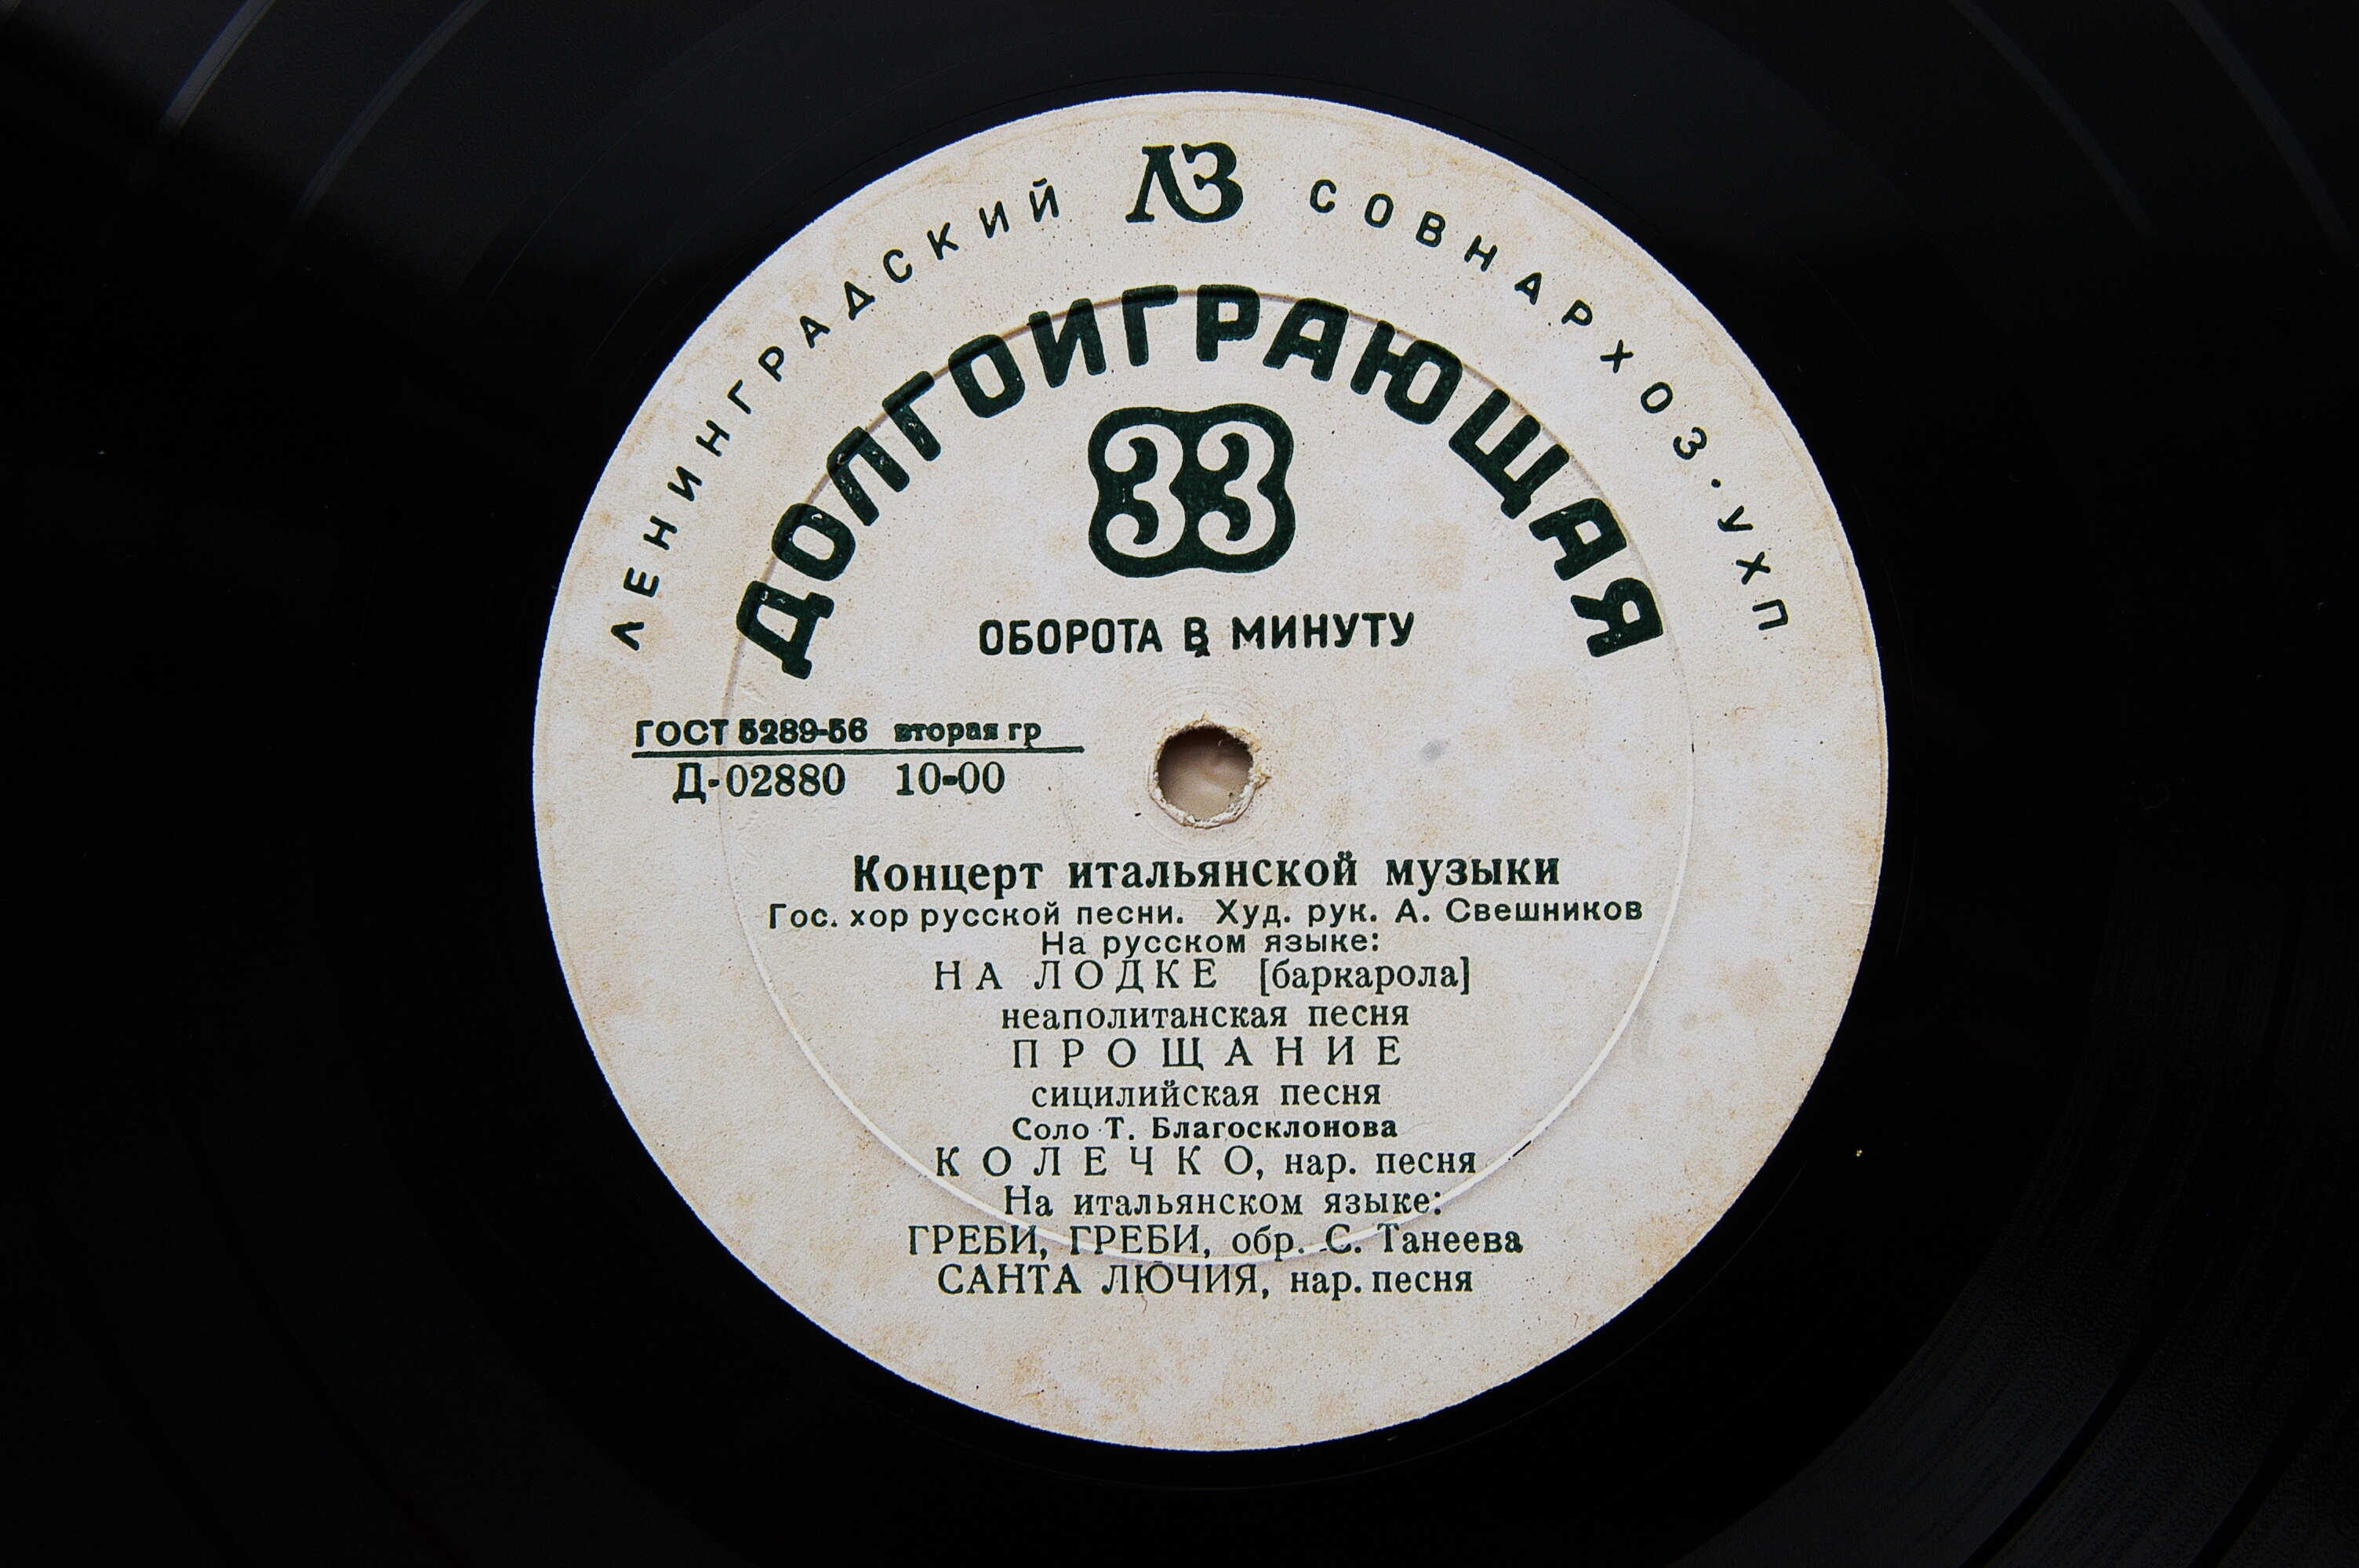 ЛЕНИНГРАДСКИЙ ЛЗ СОВНАРХОЗ · УХП
ДОЛГОИГРАЮЩАЯ
33
ОБОРОТА В МИНУТУ
ГОСТ 5289-56 вторая гр
Д-02880 10-00
Концерт итальянской музыки
Гос. хор русской песни. Худ. рук. А. Свешников
На русском языке:
НА ЛОДКЕ [баркарола]
неаполитанская песня
ПРОЩАНИЕ
сицилийская песня
Соло Т. Благосклонова
КОЛЕЧКО, нар. песня
На итальянском языке:
ГРЕБИ, ГРЕБИ, обр. С. Танеева
САНТА ЛЮЧИЯ, нар. песня